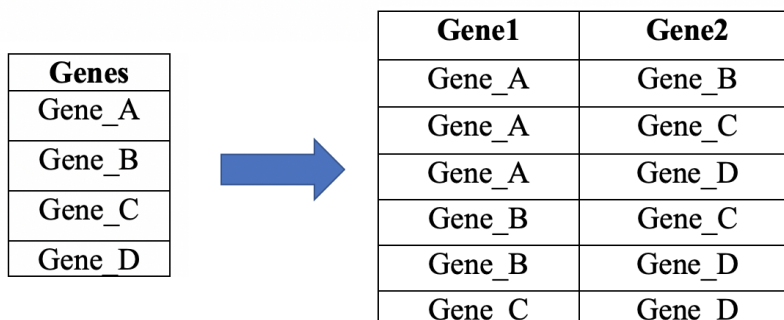 Genes
Gene_A
Gene_B
Gene_C
Gene_D
Gene1 Gene2
Gene_A Gene_B
Gene_A Gene_C
Gene_A Gene_D
Gene_B Gene_C
Gene_B Gene_D
Gene_C Gene_D